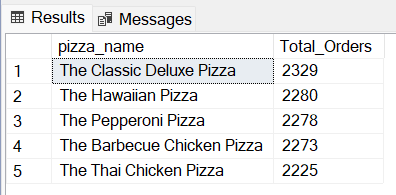 Results Messages
pizza_name Total_Orders
1 The Classic Deluxe Pizza 2329
2 The Hawaiian Pizza 2280
3 The Pepperoni Pizza 2278
4 The Barbecue Chicken Pizza 2273
5 The Thai Chicken Pizza 2225